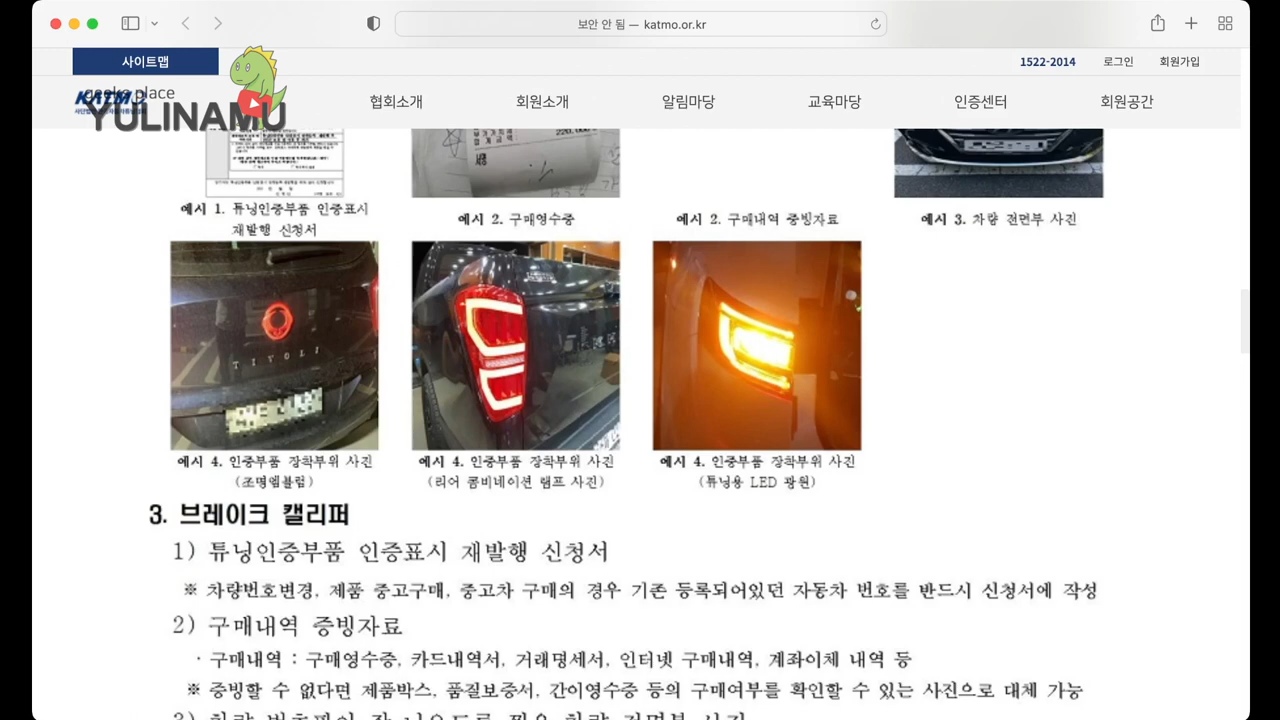 보안 안 됨 — katmo.or.kr
사이트맵
1522-2014
로그인
회원가입
geeks place
YULINAMU
협회소개
회원소개
알림마당
교육마당
인증센터
회원공간
예시 1. 튜닝인증부품 인증표시
재발행 신청서
예시 2. 구매영수증
예시 2. 구매내역 증빙자료
예시 3. 차량 전면부 사진
TIVOLI
예시 4. 인증부품 장착부위 사진
(조명엠블럼)
예시 4. 인증부품 장착부위 사진
(리어 콤비네이션 램프 사진)
예시 4. 인증부품 장착부위 사진
(튜닝용 LED 광원)
3. 브레이크 캘리퍼
1) 튜닝인증부품 인증표시 재발행 신청서
※ 차량번호변경, 제품 중고구매, 중고차 구매의 경우 기존 등록되어있던 자동차 번호를 반드시 신청서에 작성
2) 구매내역 증빙자료
· 구매내역 : 구매영수증, 카드내역서, 거래명세서, 인터넷 구매내역, 계좌이체 내역 등
※ 증빙할 수 없다면 제품박스, 품질보증서, 간이영수증 등의 구매여부를 확인할 수 있는 사진으로 대체 가능